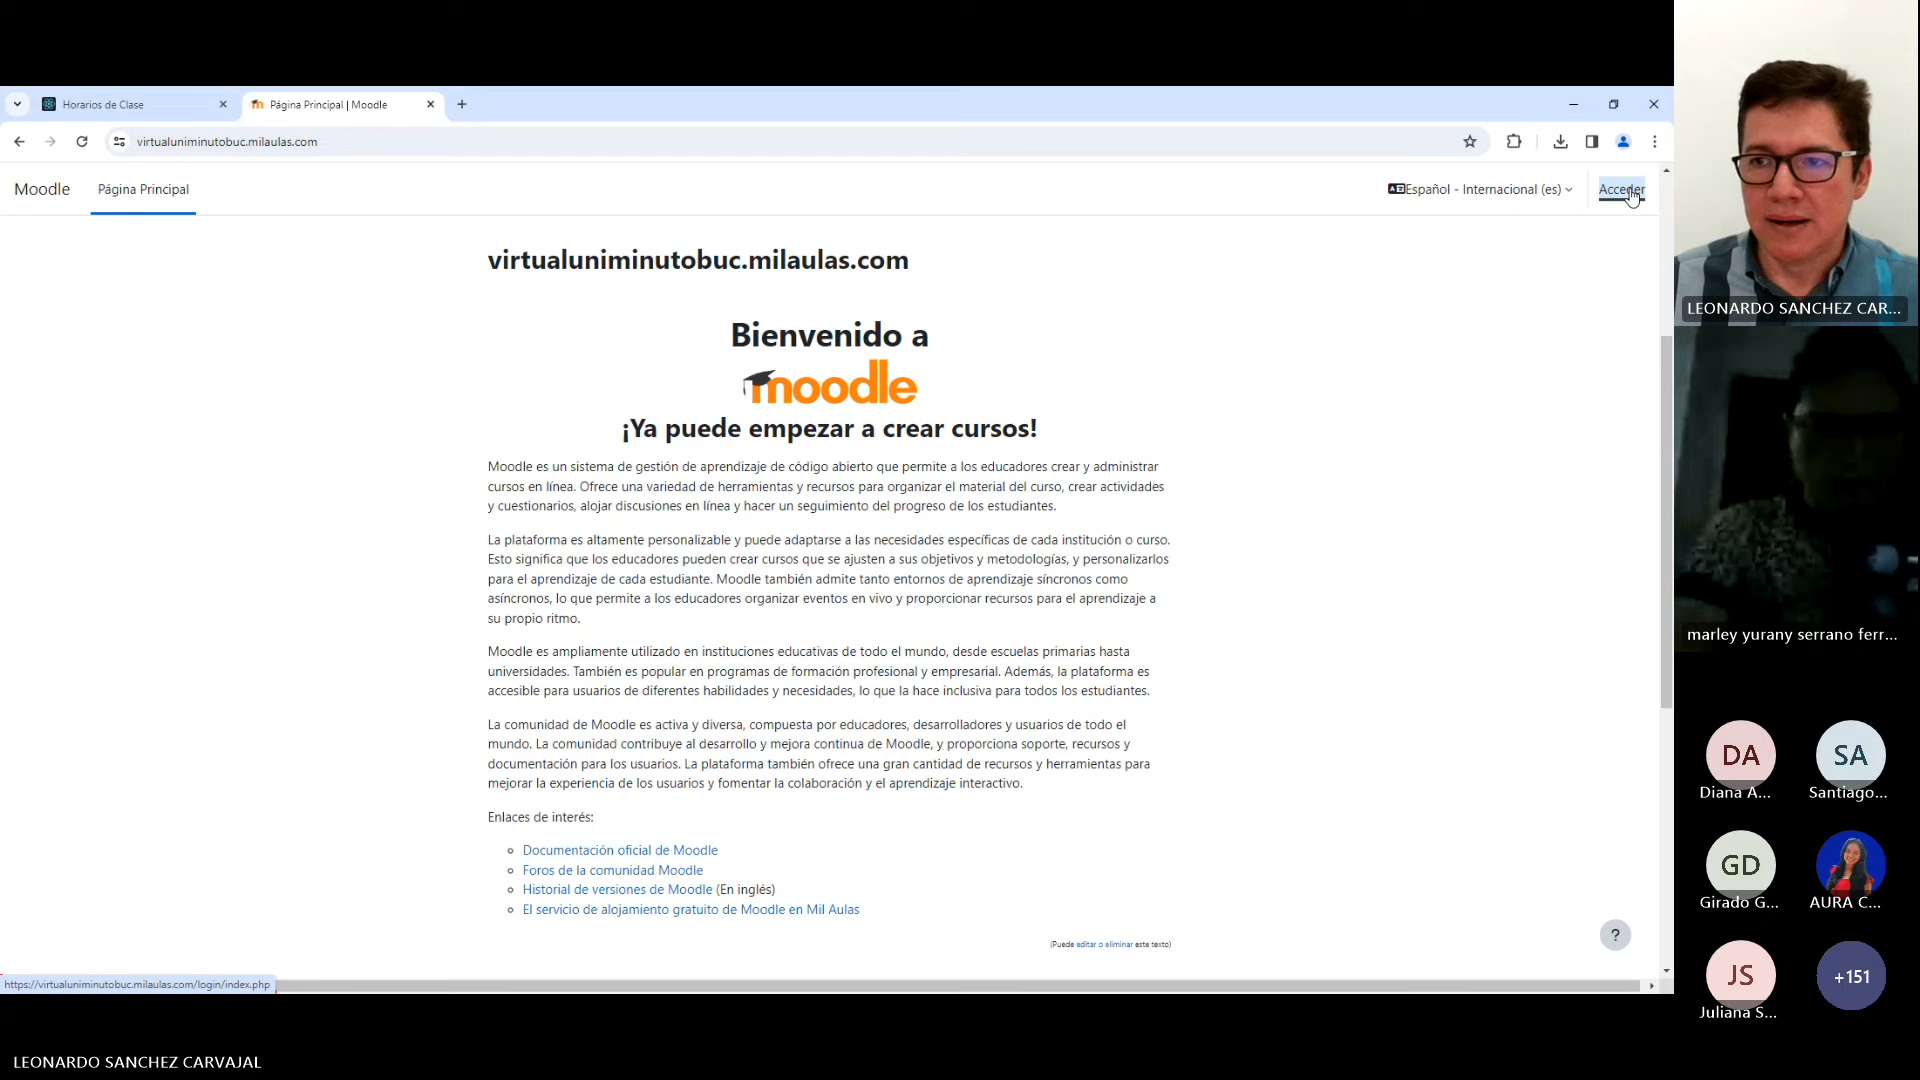 Horarios de Clase
Página Principal | Moodle
virtualuniminutobuc.milaulas.com
Moodle
Página Principal
Español - Internacional (es)
Acceder
virtualuniminutobuc.milaulas.com
Bienvenido a
moodle
¡Ya puede empezar a crear cursos!
Moodle es un sistema de gestión de aprendizaje de código abierto que permite a los educadores crear y administrar
cursos en línea. Ofrece una variedad de herramientas y recursos para organizar el material del curso, crear actividades
y cuestionarios, alojar discusiones en línea y hacer un seguimiento del progreso de los estudiantes.
La plataforma es altamente personalizable y puede adaptarse a las necesidades específicas de cada institución o curso.
Esto significa que los educadores pueden crear cursos que se ajusten a sus objetivos y metodologías, y personalizarlos
para el aprendizaje de cada estudiante. Moodle también admite tanto entornos de aprendizaje síncronos como
asíncronos, lo que permite a los educadores organizar eventos en vivo y proporcionar recursos para el aprendizaje a
su propio ritmo.
Moodle es ampliamente utilizado en instituciones educativas de todo el mundo, desde escuelas primarias hasta
universidades. También es popular en programas de formación profesional y empresarial. Además, la plataforma es
accesible para usuarios de diferentes habilidades y necesidades, lo que la hace inclusiva para todos los estudiantes.
La comunidad de Moodle es activa y diversa, compuesta por educadores, desarrolladores y usuarios de todo el
mundo. La comunidad contribuye al desarrollo y mejora continua de Moodle, y proporciona soporte, recursos y
documentación para los usuarios. La plataforma también ofrece una gran cantidad de recursos y herramientas para
mejorar la experiencia de los usuarios y fomentar la colaboración y el aprendizaje interactivo.
Enlaces de interés:
Documentación oficial de Moodle
Foros de la comunidad Moodle
Historial de versiones de Moodle (En inglés)
El servicio de alojamiento gratuito de Moodle en Mil Aulas
(Puede editar o eliminar este texto)
?
https://virtualuniminutobuc.milaulas.com/login/index.php
LEONARDO SANCHEZ CARVAJAL
LEONARDO SANCHEZ CAR...
marley yurany serrano ferr...
DA
Diana A...
SA
Santiago...
GD
Girado G...
AURA C...
JS
Juliana S...
+151